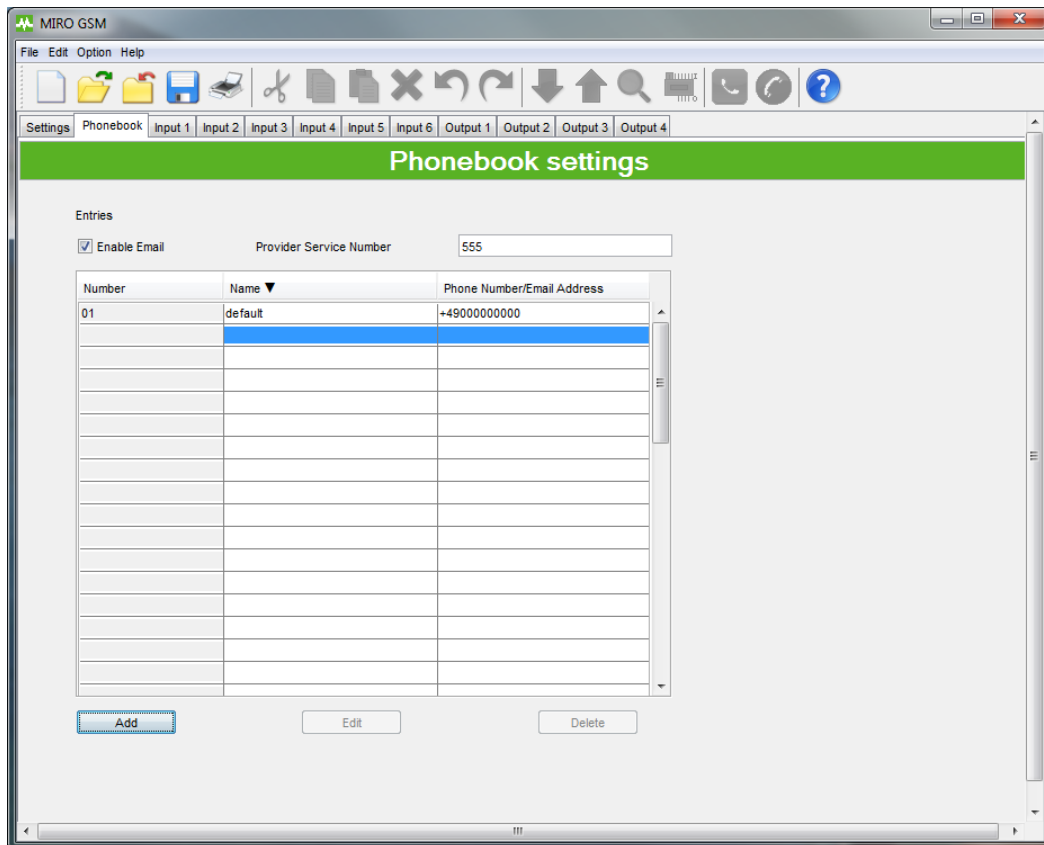 MIRO GSM
File Edit Option Help
Settings Phonebook Input 1 Input 2 Input 3 Input 4 Input 5 Input 6 Output 1 Output 2 Output 3 Output 4
Phonebook settings
Entries
Enable Email Provider Service Number 555
Number Name ▼ Phone Number/Email Address
01 default +49000000000
Add Edit Delete